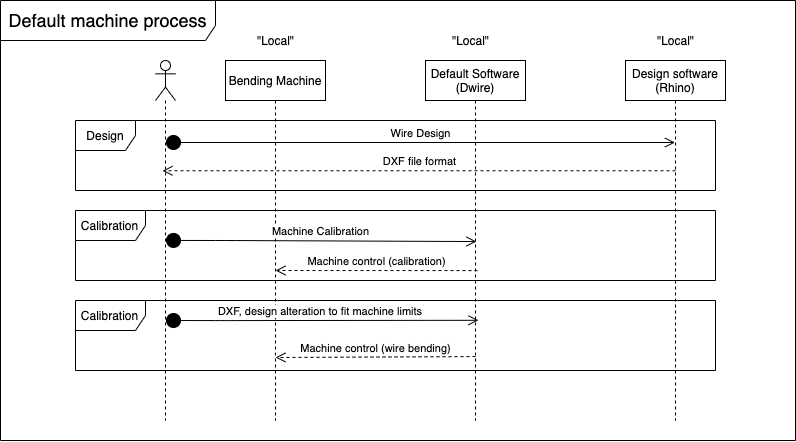 Default machine process
"Local"
"Local"
"Local"
Bending Machine
Default Software
(Dwire)
Design software
(Rhino)
Design
Wire Design
DXF file format
Calibration
Machine Calibration
Machine control (calibration)
Calibration
DXF, design alteration to fit machine limits
Machine control (wire bending)